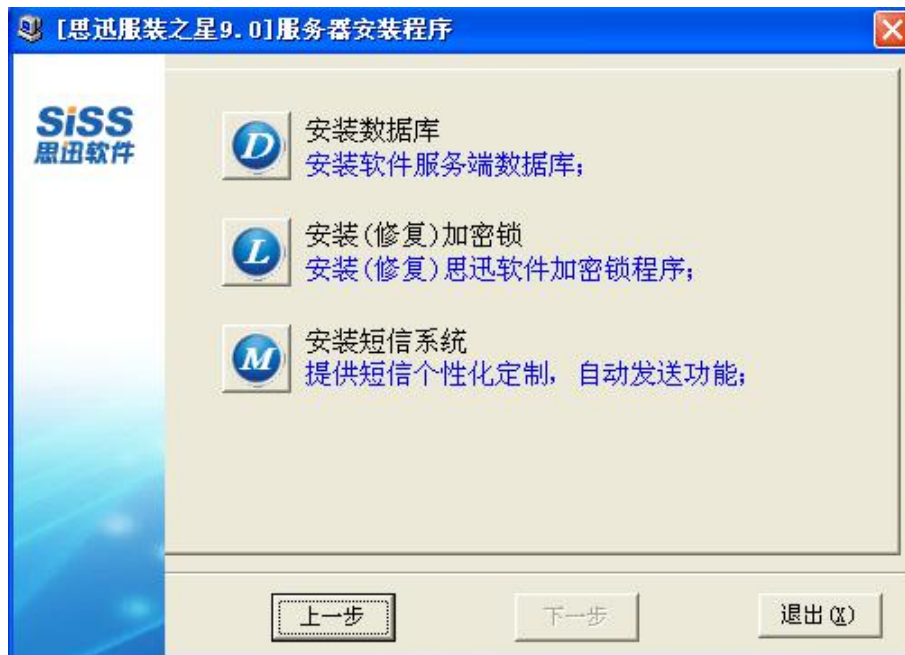 [思迅服装之星9.0]服务器安装程序
SiSS
思迅软件
D
安装数据库
安装软件服务端数据库;
L
安装(修复)加密锁
安装(修复)思迅软件加密锁程序;
M
安装短信系统
提供短信个性化定制，自动发送功能;
上一步
下一步
退出(X)